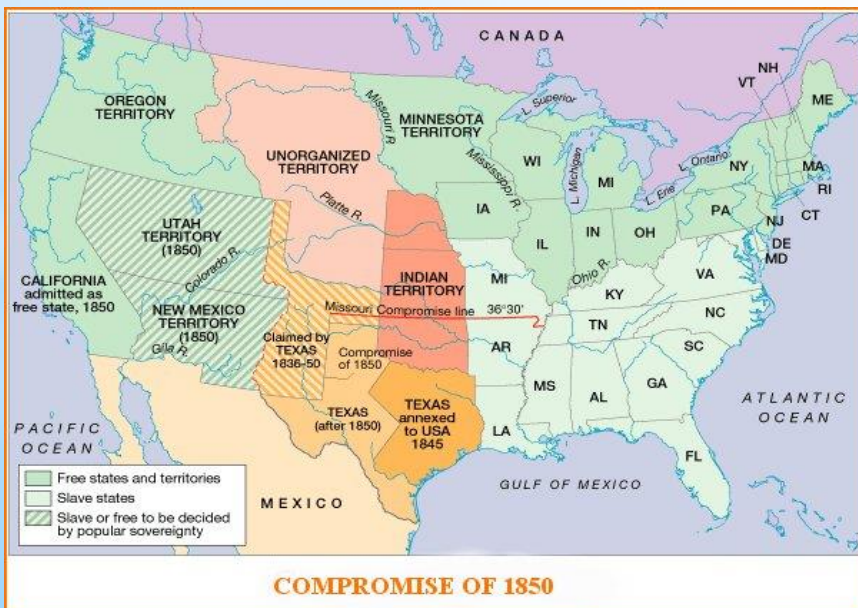 CANADA
OREGON
TERRITORY
Missouri R
MINNESOTA
TERRITORY
L. Superior
NH
VT
ME
UNORGANIZED
TERRITORY
Mississippi R.
WI
L. Michigan
MI
L. Ontario
NY
MA
RI
CT
L. Erie
PA
NJ
DE
MD
Platte R.
IA
IL
IN
OH
Ohio R.
UTAH
TERRITORY
(1850)
Colorado R.
CALIFORNIA
admitted as
free state, 1850
NEW MEXICO
TERRITORY
(1850)
Gila R.
INDIAN
TERRITORY
Missouri Compromise line 36°30'
MI
KY
VA
NC
TN
SC
AR
MS
AL
GA
LA
FL
Claimed by
TEXAS
1836-50
Compromise
of 1850
TEXAS
(after 1850)
TEXAS
annexed
to USA
1845
PACIFIC
OCEAN
ATLANTIC
OCEAN
GULF OF MEXICO
MEXICO
Free states and territories
Slave states
Slave or free to be decided
by popular sovereignty
COMPROMISE OF 1850